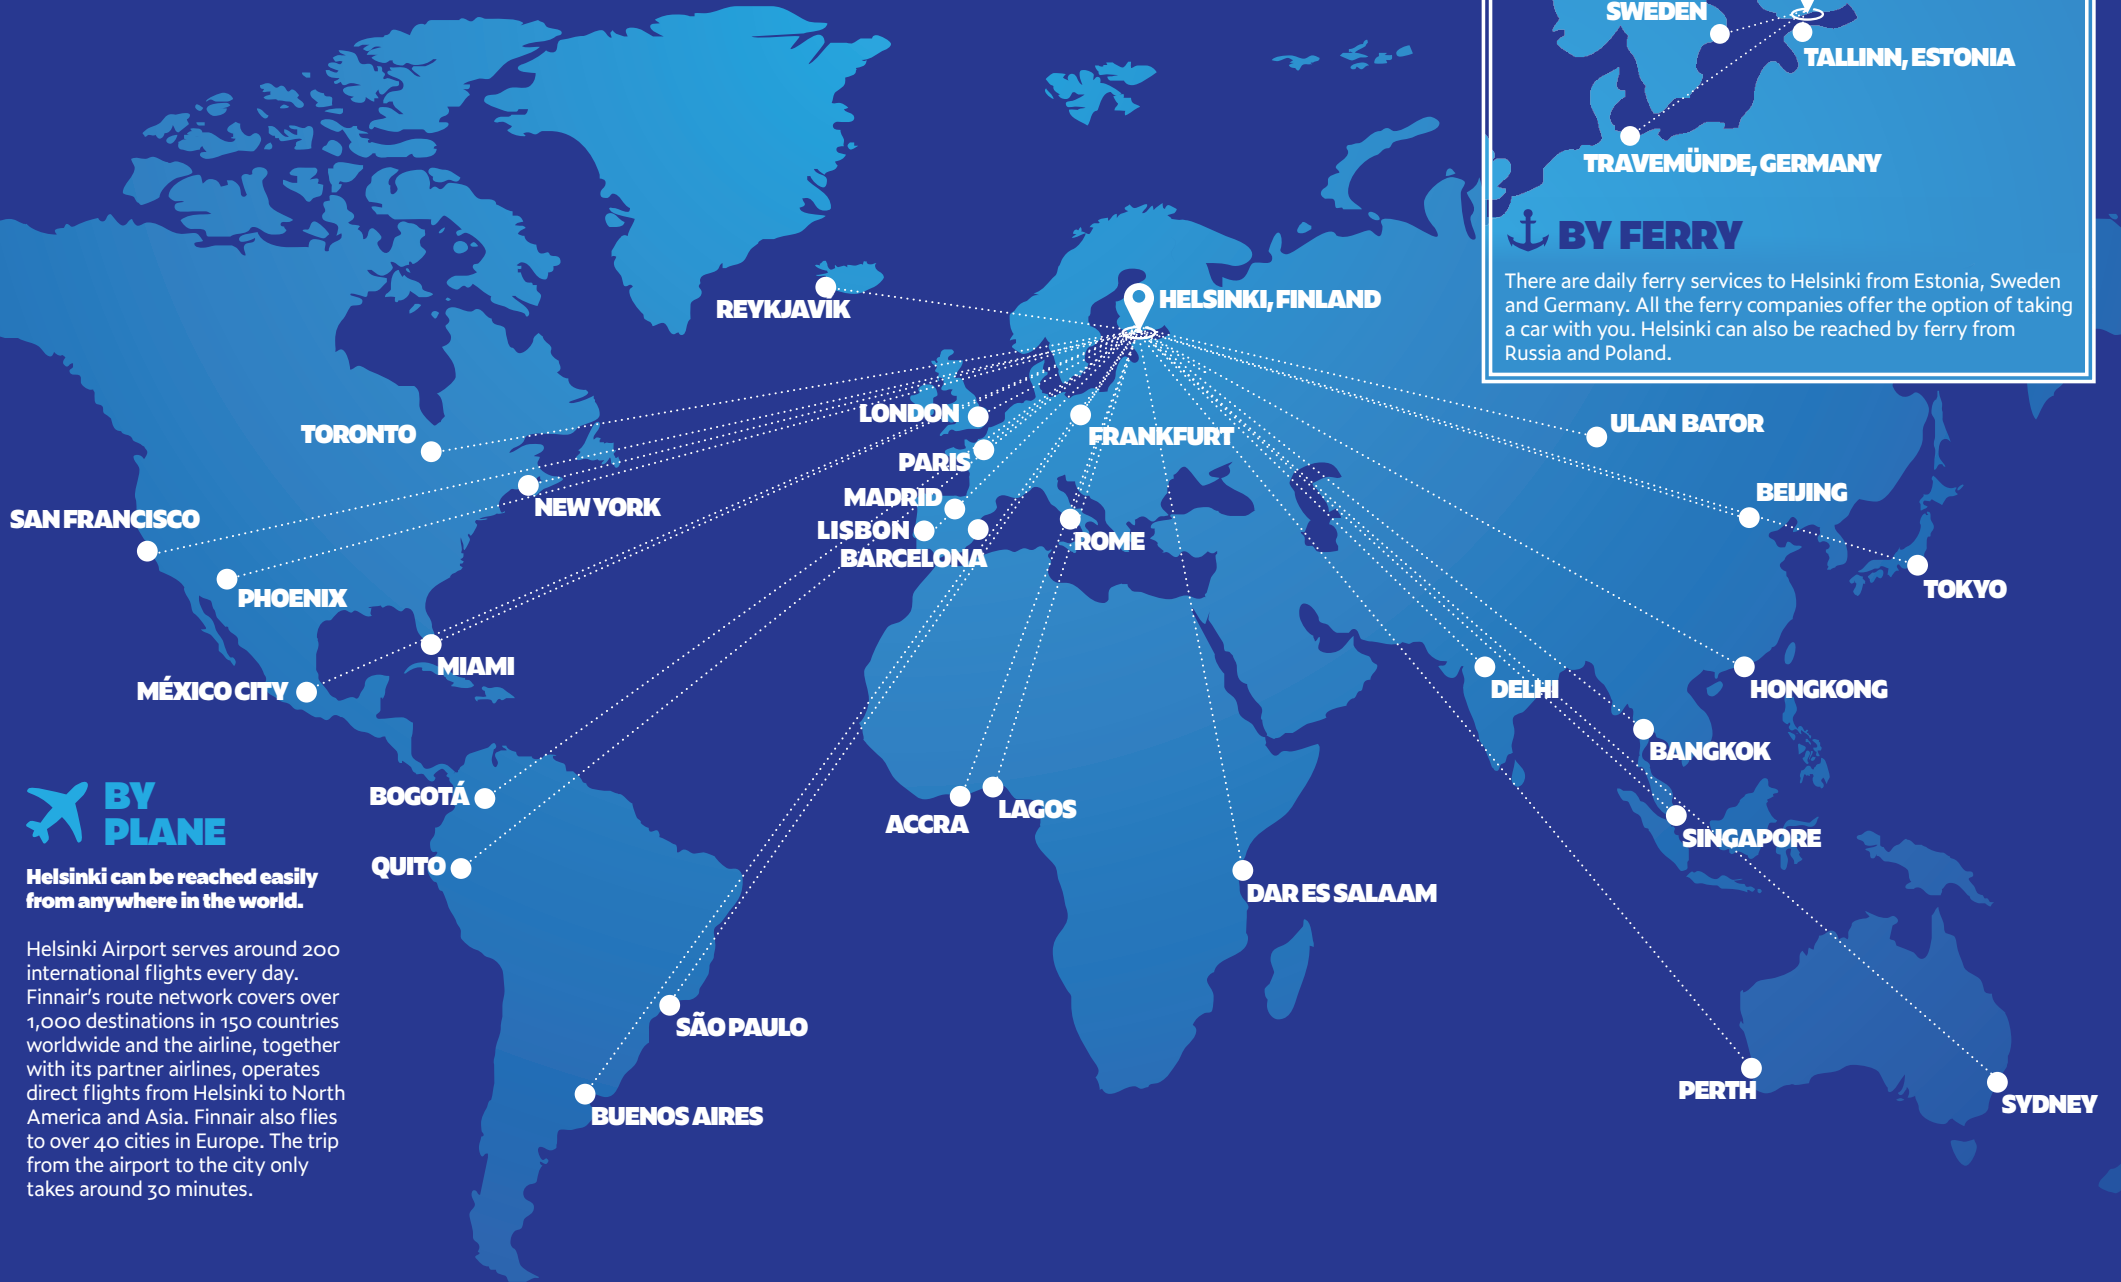 SWEDEN
TALLINN, ESTONIA
TRAVEMÜNDE, GERMANY
BY FERRY
There are daily ferry services to Helsinki from Estonia, Sweden
and Germany. All the ferry companies offer the option of taking
a car with you. Helsinki can also be reached by ferry from
Russia and Poland.
REYKJAVÍK
HELSINKI, FINLAND
LONDON
FRANKFURT
ULAN BATOR
TORONTO
PARIS
MADRID
BEIJING
NEW YORK
SAN FRANCISCO
LISBON
ROME
BARCELONA
TOKYO
PHOENIX
MIAMI
MÉXICO CITY
DELHI
HONGKONG
BANGKOK
BOGOTÁ
LAGOS
ACCRA
SINGAPORE
QUITO
DAR ES SALAAM
SÃO PAULO
PERTH
SYDNEY
BUENOS AIRES
BY
PLANE
Helsinki can be reached easily
from anywhere in the world.
Helsinki Airport serves around 200
international flights every day.
Finnair's route network covers over
1,000 destinations in 150 countries
worldwide and the airline, together
with its partner airlines, operates
direct flights from Helsinki to North
America and Asia. Finnair also flies
to over 40 cities in Europe. The trip
from the airport to the city only
takes around 30 minutes.